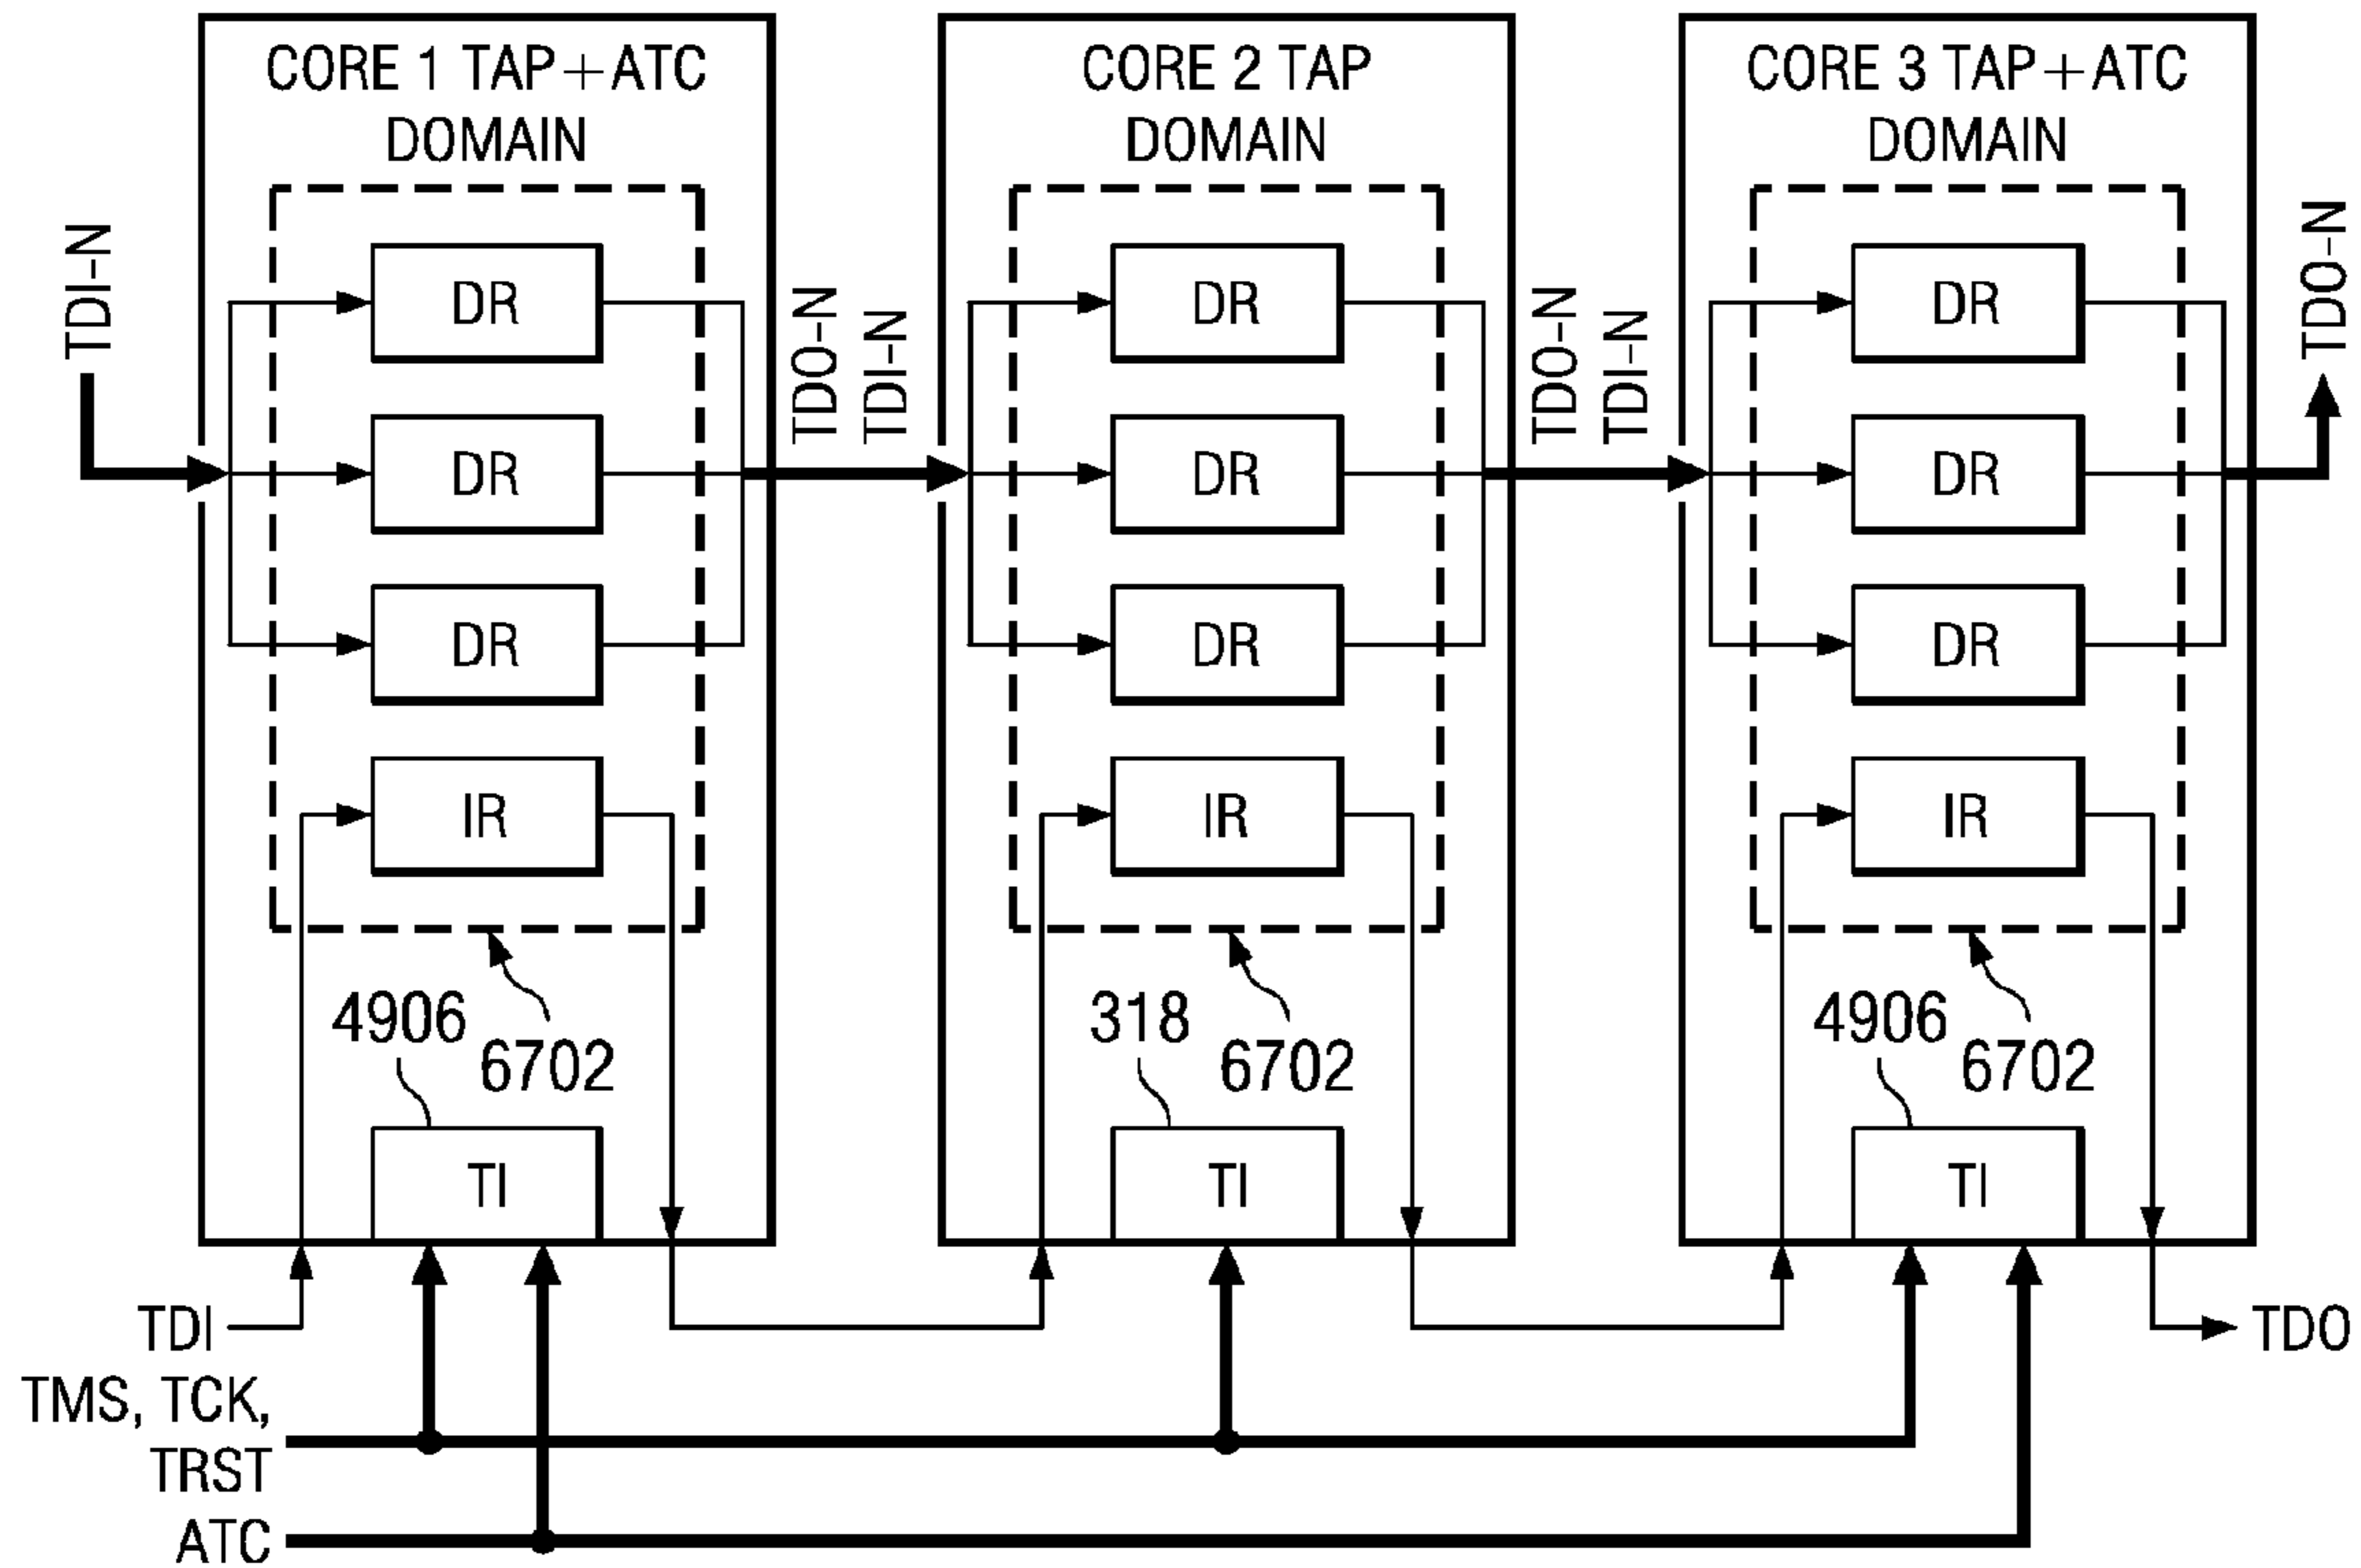 CORE 1 TAP+ATC
DOMAIN
CORE 2 TAP
DOMAIN
CORE 3 TAP+ATC
DOMAIN
TDI-N
DR
DR
DR
IR
TDO-N
TDI-N
DR
DR
DR
IR
TDO-N
TDI-N
DR
DR
DR
IR
TDO-N
4906
6702
TI
318
6702
TI
4906
6702
TI
TDI
TDO
TMS, TCK,
TRST
ATC